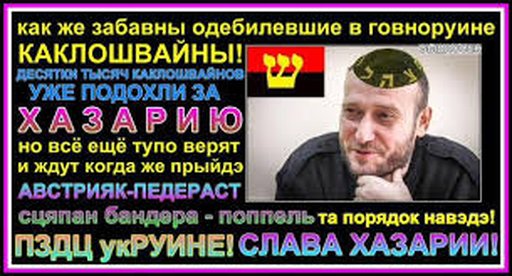 как же забавны одебилевшие в говноруине
КАКЛОШВАЙНЫ!
ДЕСЯТКИ ТЫСЯЧ КАКЛОШВАЙНОВ
УЖЕ ПОДОХЛИ ЗА
ХАЗАРИЮ
но всё ещё тупо верят
и ждут когда же прыйдэ
АВСТРИЯК-ПЕДЕРАСТ
сцяпан бандера - поппель та порядок навэдэ!
ПЗДЦ укРУИНЕ! СЛАВА ХАЗАРИИ!